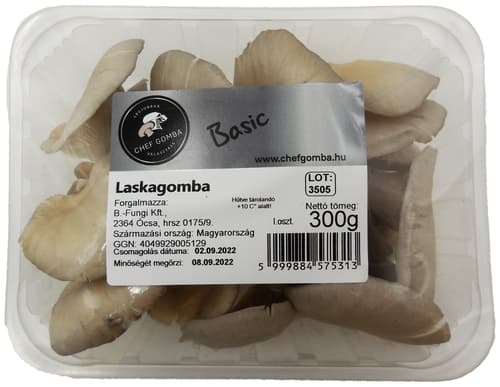 CHEF GOMBA
Basic
www.chefgomba.hu
Laskagomba
LOT:
3505
Forgalmazza:
B.-Fungi Kft.,
2364 Ócsa, hrsz 0175/9.
Származási ország: Magyarország
GGN: 4049929005129
Hűtve tárolandó
+10 C° alatt!
I.oszt.
Nettó tömeg:
300g
Csomagolás dátuma: 02.09.2022
Minőségét megőrzi: 08.09.2022
5 999884 575313